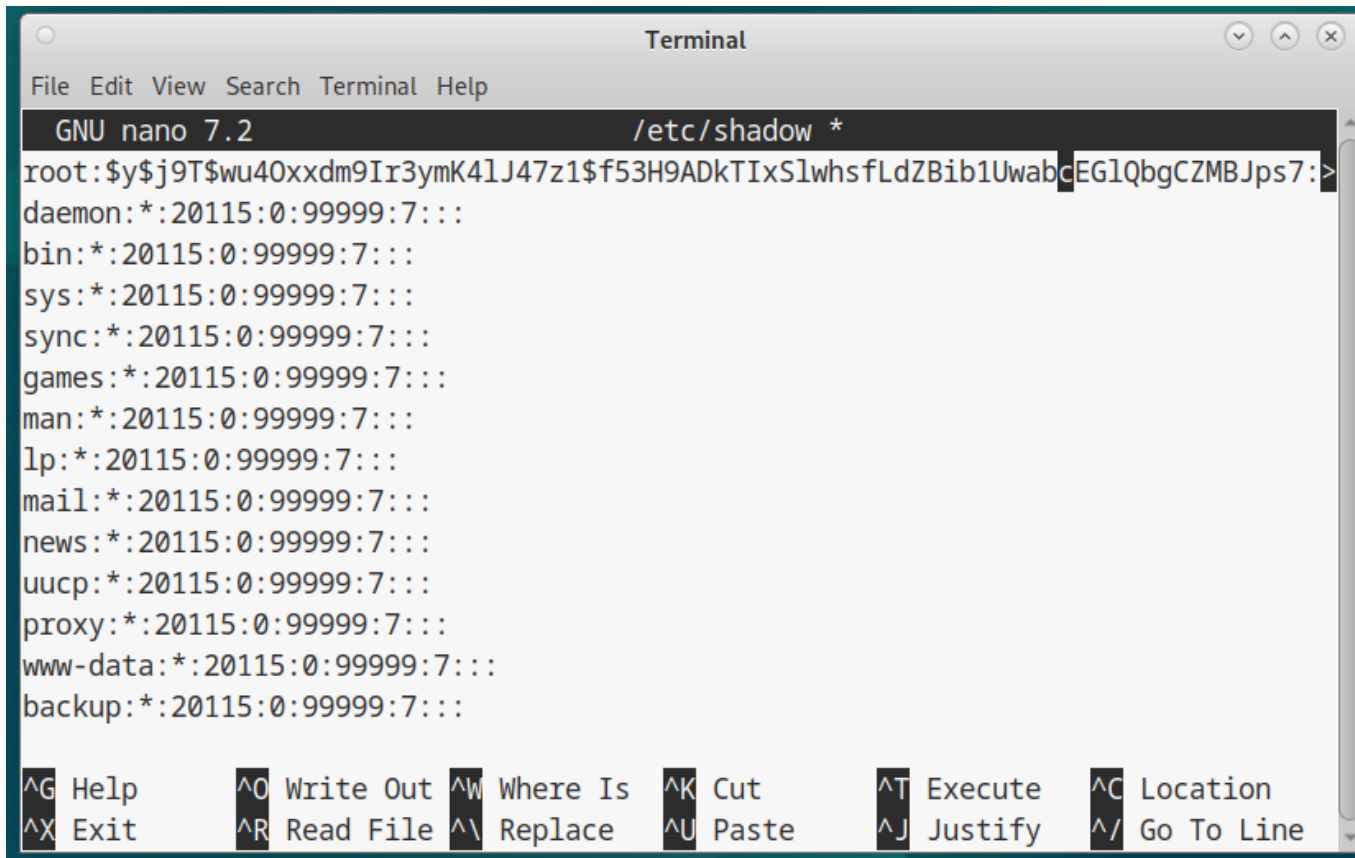 Terminal
File Edit View Search Terminal Help
GNU nano 7.2 /etc/shadow *
root:$y$j9T$wu4Oxxdm9Ir3ymK4lJ47z1$f53H9ADkTIxSlwhsfLdZBib1UwabcEGlQbgCZMBJps7:>
daemon:*:20115:0:99999:7:::
bin:*:20115:0:99999:7:::
sys:*:20115:0:99999:7:::
sync:*:20115:0:99999:7:::
games:*:20115:0:99999:7:::
man:*:20115:0:99999:7:::
lp:*:20115:0:99999:7:::
mail:*:20115:0:99999:7:::
news:*:20115:0:99999:7:::
uucp:*:20115:0:99999:7:::
proxy:*:20115:0:99999:7:::
www-data:*:20115:0:99999:7:::
backup:*:20115:0:99999:7:::
^G Help ^O Write Out ^W Where Is ^K Cut ^T Execute ^C Location
^X Exit ^R Read File ^\ Replace ^U Paste ^J Justify ^/ Go To Line